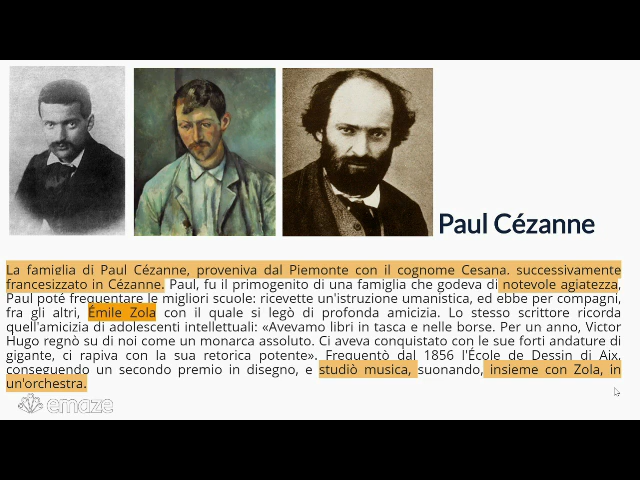 Paul Cézanne
La famiglia di Paul Cézanne, proveniva dal Piemonte con il cognome Cesana, successivamente
francesizzato in Cézanne. Paul, fu il primogenito di una famiglia che godeva di notevole agiatezza,
Paul poté frequentare le migliori scuole: ricevette un'istruzione umanistica, ed ebbe per compagni,
fra gli altri, Émile Zola con il quale si legò di profonda amicizia. Lo stesso scrittore ricorda
quell'amicizia di adolescenti intellettuali: «Avevamo libri in tasca e nelle borse. Per un anno, Victor
Hugo regnò su di noi come un monarca assoluto. Ci aveva conquistato con le sue forti andature di
gigante, ci rapiva con la sua retorica potente». Frequentò dal 1856 l'École de Dessin di Aix,
conseguendo un secondo premio in disegno, e studiò musica, suonando, insieme con Zola, in
un'orchestra.
emaze